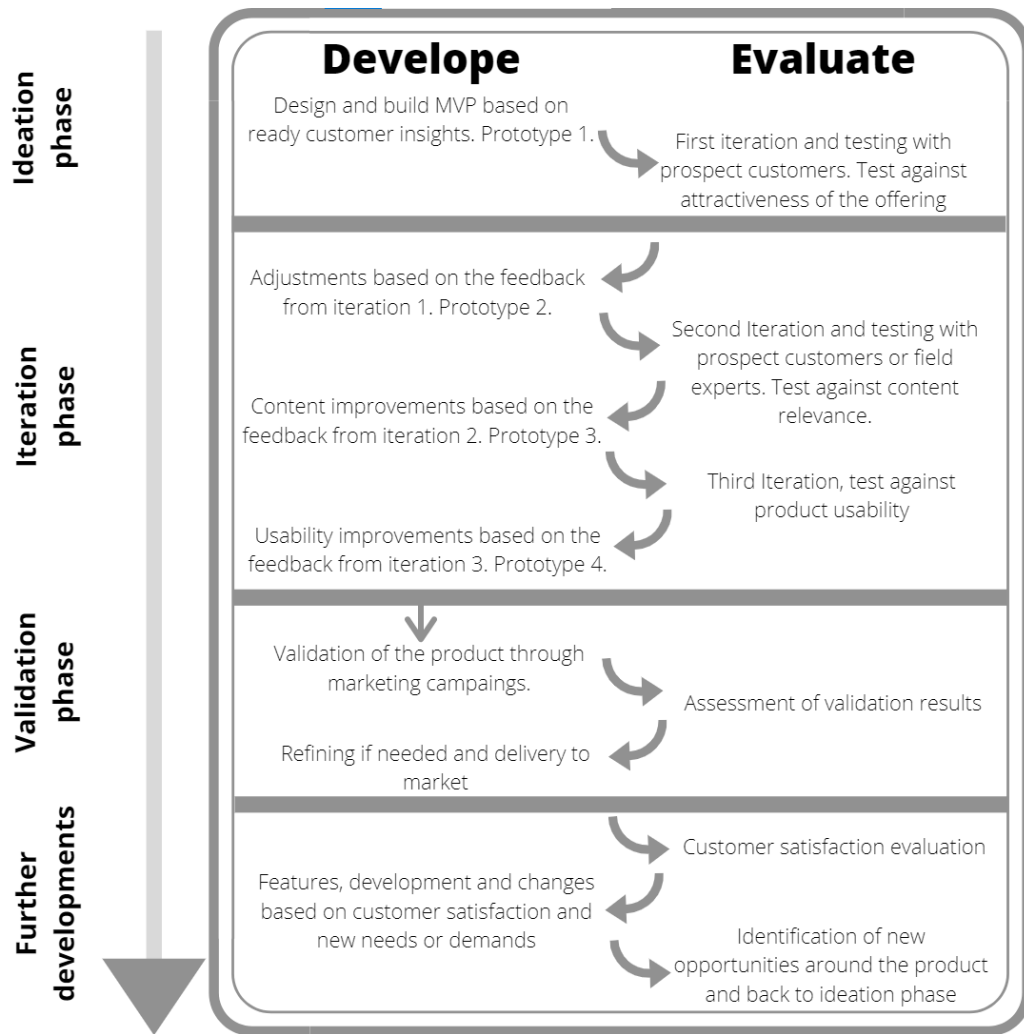 Develope
Evaluate
Ideation
phase
Design and build MVP based on
ready customer insights. Prototype 1.
First iteration and testing with
prospect customers. Test against
attractiveness of the offering
Iteration
phase
Adjustments based on the feedback
from iteration 1. Prototype 2.
Second Iteration and testing with
prospect customers or field
experts. Test against content
relevance.
Content improvements based on the
feedback from iteration 2. Prototype 3.
Third Iteration, test against
product usability
Usability improvements based on the
feedback from iteration 3. Prototype 4.
Validation
phase
Validation of the product through
marketing campaings.
Assessment of validation results
Refining if needed and delivery to
market
Further
developments
Customer satisfaction evaluation
Features, development and changes
based on customer satisfaction and
new needs or demands
Identification of new
opportunities around the product
and back to ideation phase